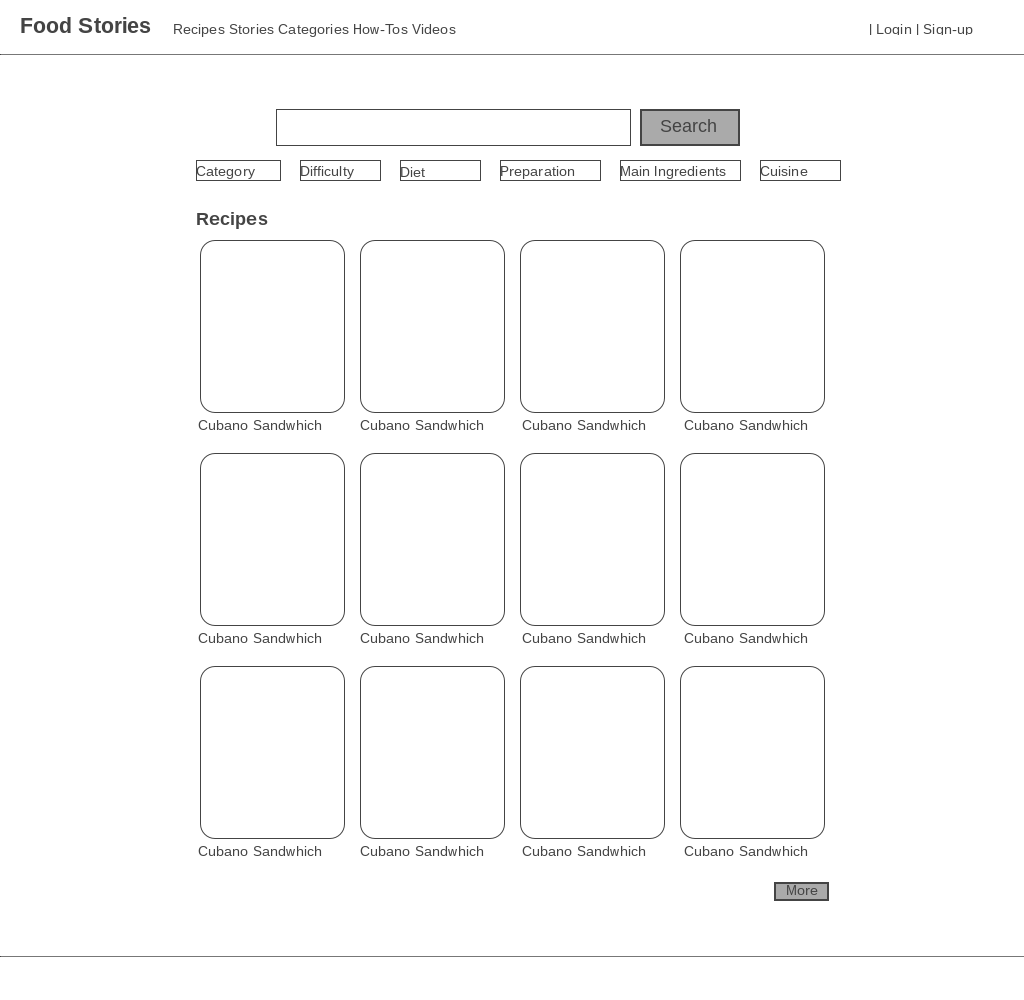 Food Stories Recipes Stories Categories How-Tos Videos | Login | Sign-up
Search
Category Difficulty Diet Preparation Main Ingredients Cuisine
Recipes
Cubano Sandwhich Cubano Sandwhich Cubano Sandwhich Cubano Sandwhich
Cubano Sandwhich Cubano Sandwhich Cubano Sandwhich Cubano Sandwhich
Cubano Sandwhich Cubano Sandwhich Cubano Sandwhich Cubano Sandwhich
More